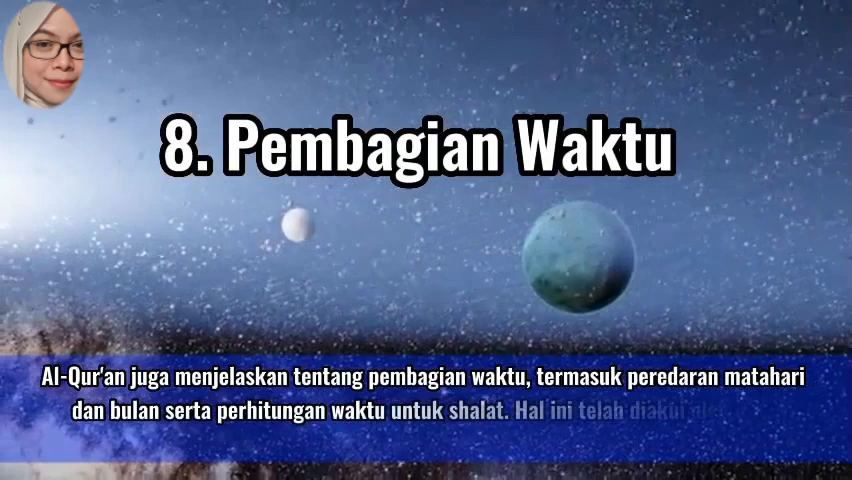 8. Pembagian Waktu
Al-Qur'an juga menjelaskan tentang pembagian waktu, termasuk peredaran matahari
dan bulan serta perhitungan waktu untuk shalat. Hal ini telah diakui